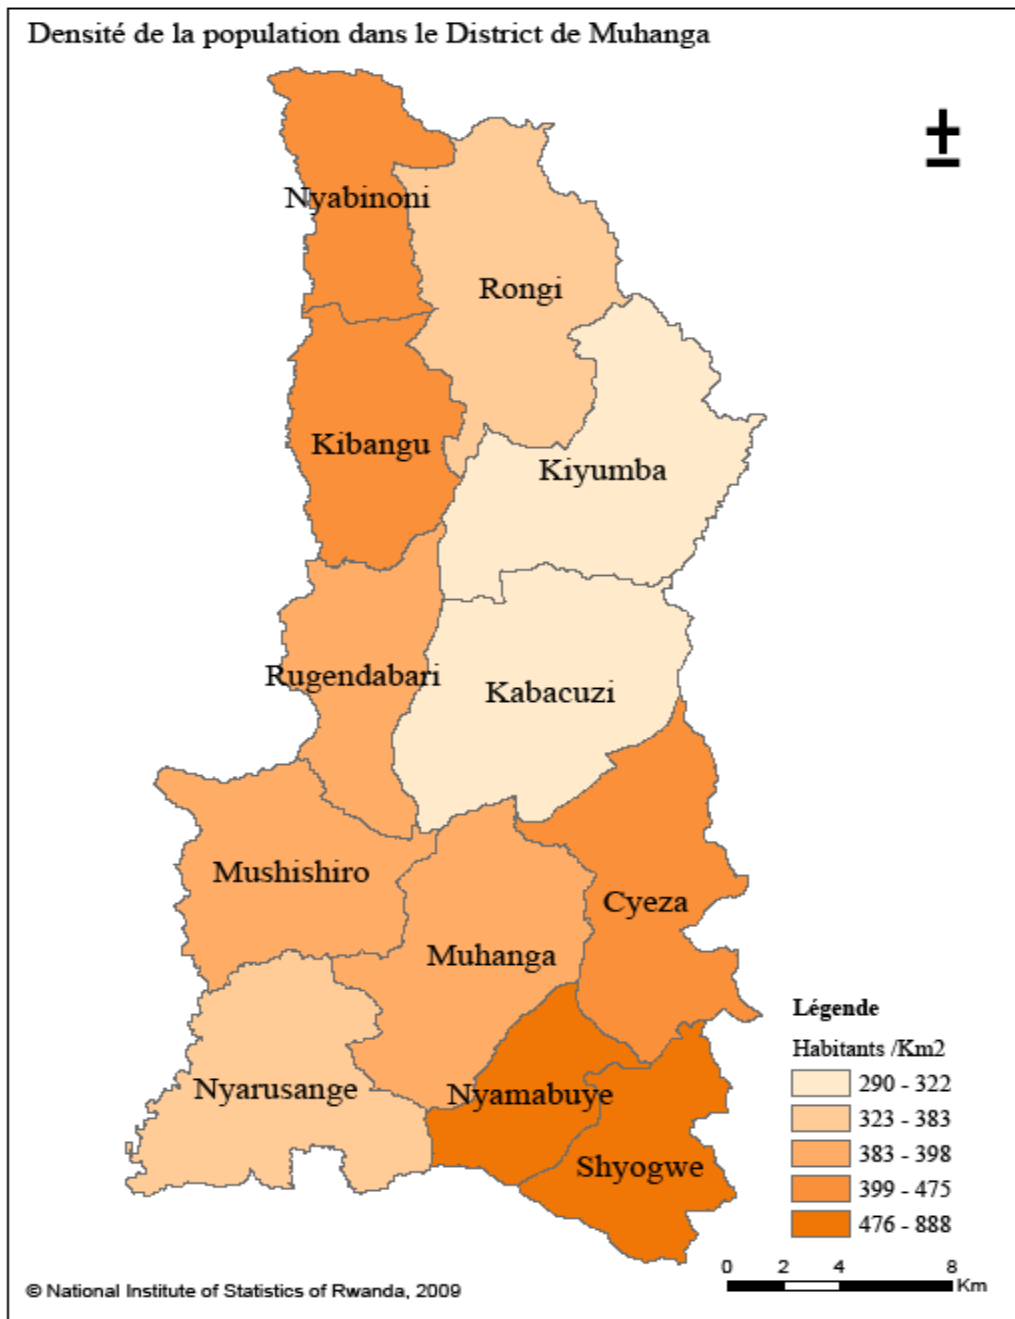 Densité de la population dans le District de Muhanga
Nyabinoni
Rongi
Kibangu
Kiyumba
Rugendabari
Kabacuzi
Mushishiro
Cyeza
Muhanga
Nyarusange
Nyamabuye
Shyogwe
Légende
Habitants /Km2
290 - 322
323 - 383
383 - 398
399 - 475
476 - 888
0 2 4 8
Km
© National Institute of Statistics of Rwanda, 2009